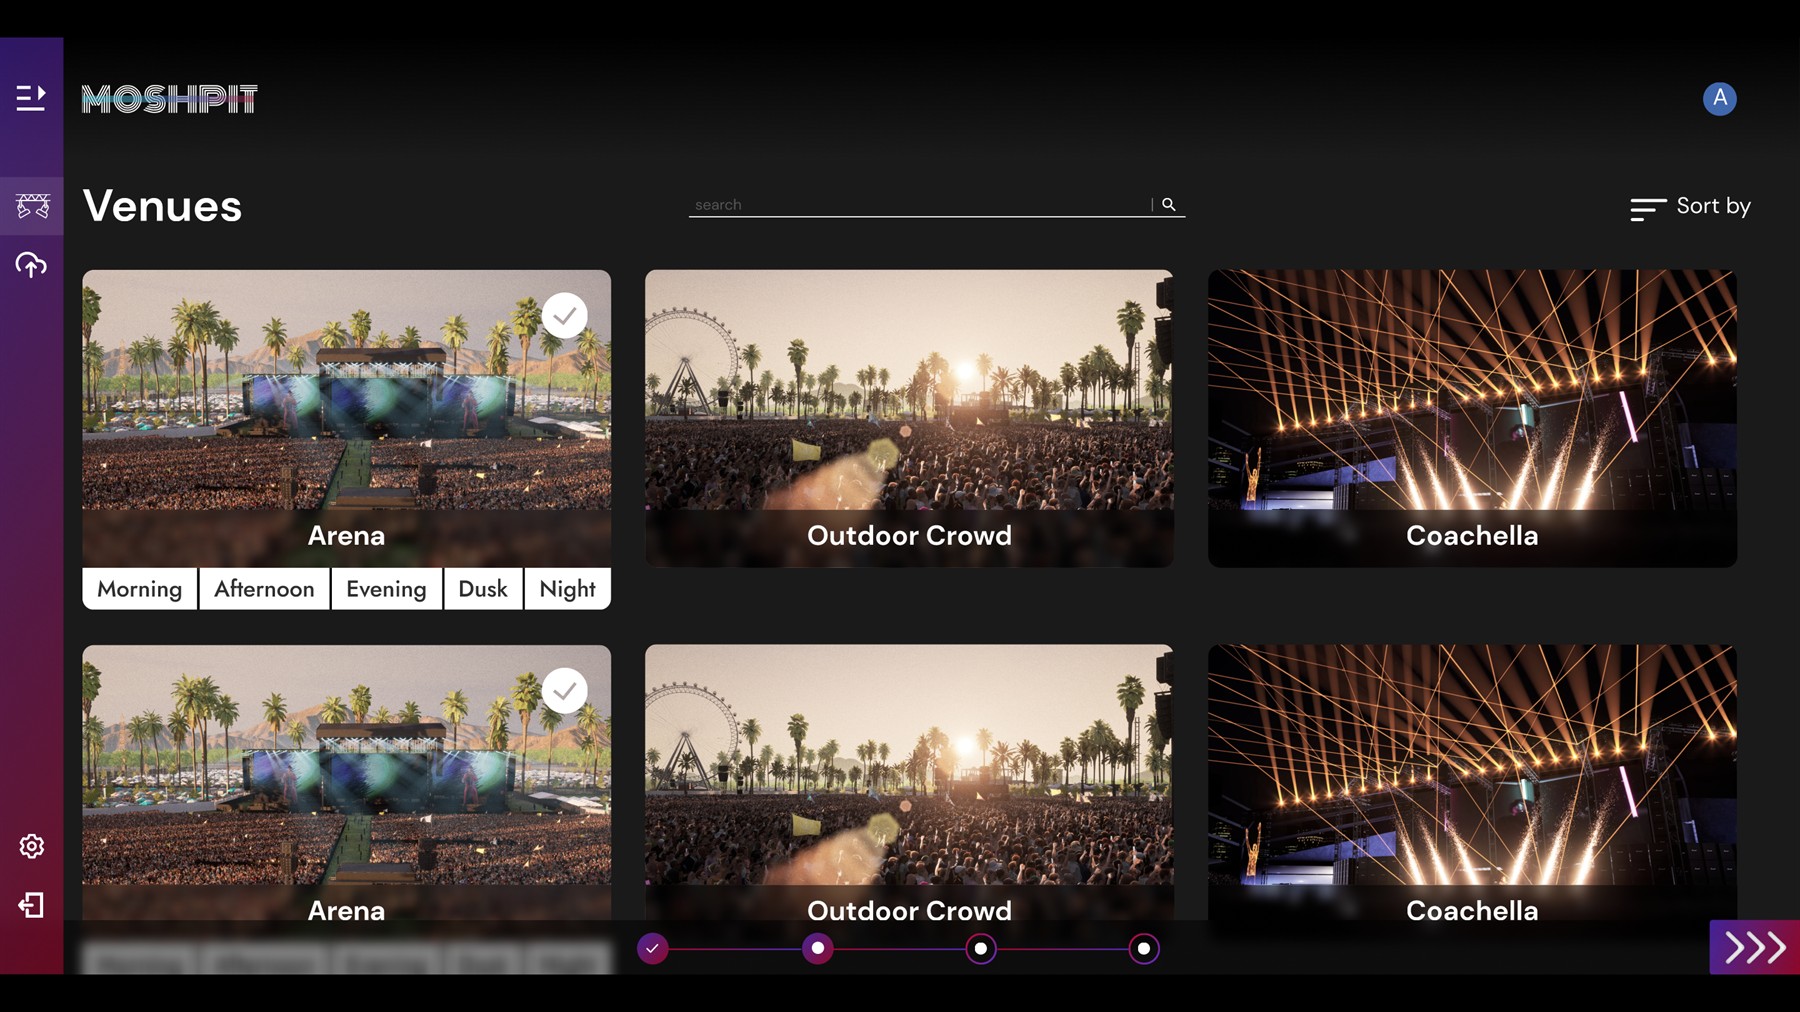 MOSHPIT
A
Venues
search
Sort by
Arena
Outdoor Crowd
Coachella
Morning
Afternoon
Evening
Dusk
Night
Arena
Outdoor Crowd
Coachella